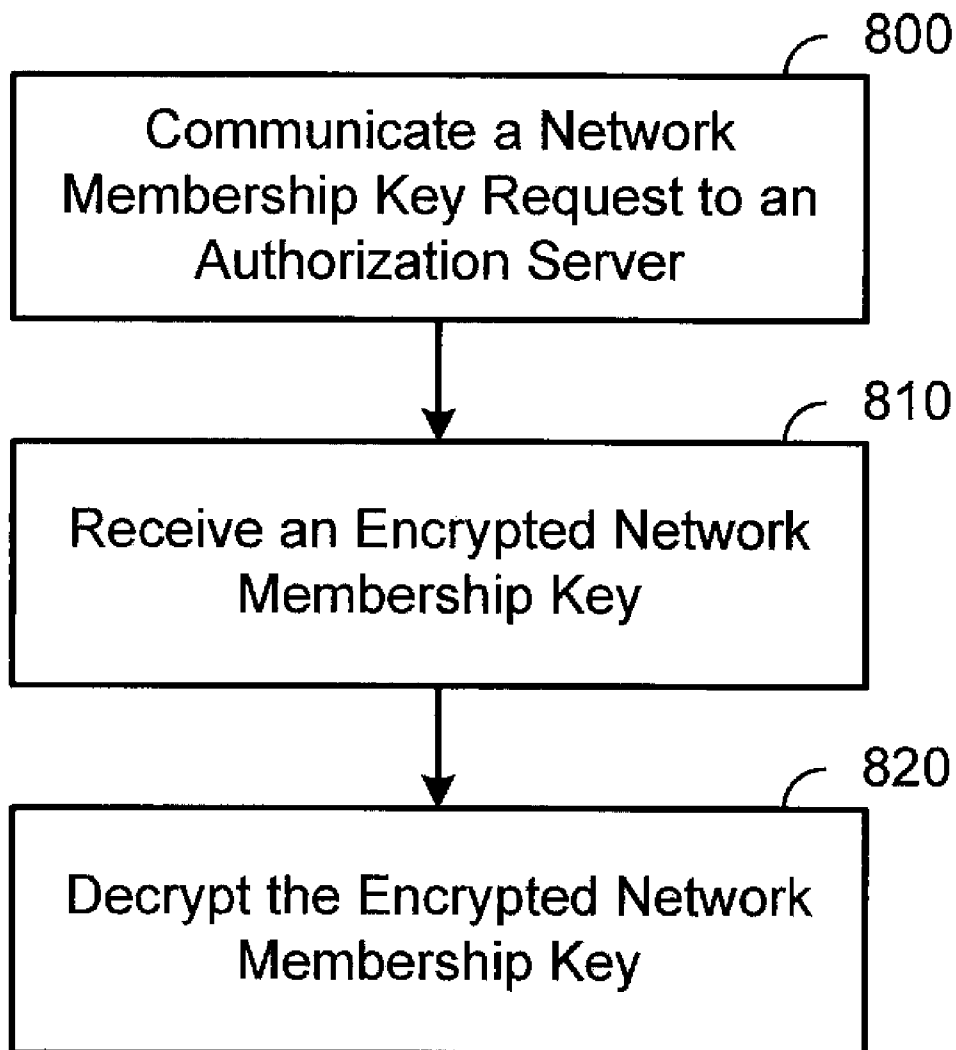 800
Communicate a Network
Membership Key Request to an
Authorization Server
810
Receive an Encrypted Network
Membership Key
820
Decrypt the Encrypted Network
Membership Key